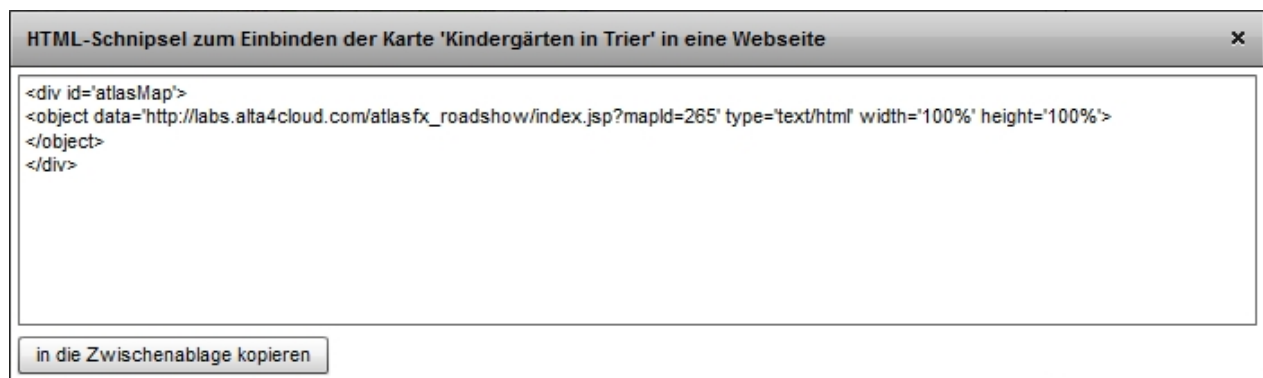 HTML-Schnipsel zum Einbinden der Karte 'Kindergärten in Trier' in eine Webseite
<div id='atlasMap'>
<object data='http://labs.alta4cloud.com/atlasfx_roadshow/index.jsp?mapId=265' type='text/html' width='100%' height='100%'>
</object>
</div>
in die Zwischenablage kopieren